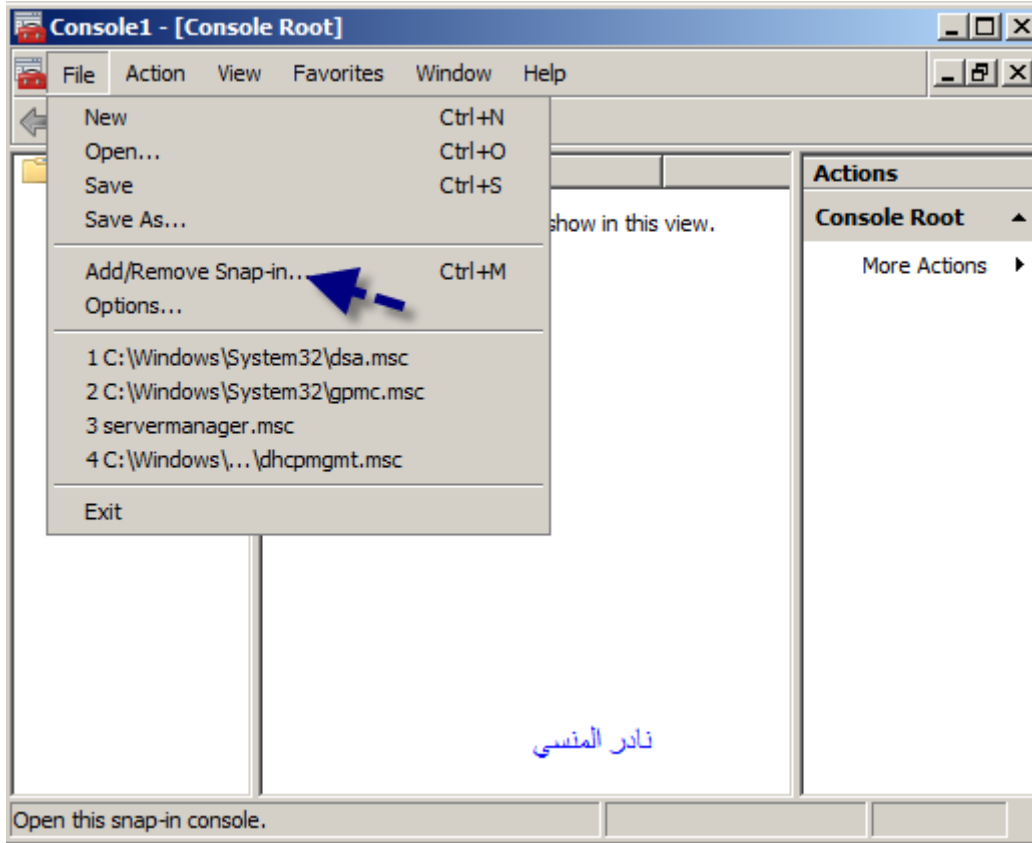 Console1 - [Console Root]
File Action View Favorites Window Help
New Ctrl+N
Open... Ctrl+O
Save Ctrl+S
Save As...
Add/Remove Snap-in... Ctrl+M
Options...
1 C:\Windows\System32\dsa.msc
2 C:\Windows\System32\gpmc.msc
3 servermanager.msc
4 C:\Windows\...\dhcpmgmt.msc
Exit
show in this view.
Actions
Console Root
More Actions
نادر المنسي
Open this snap-in console.